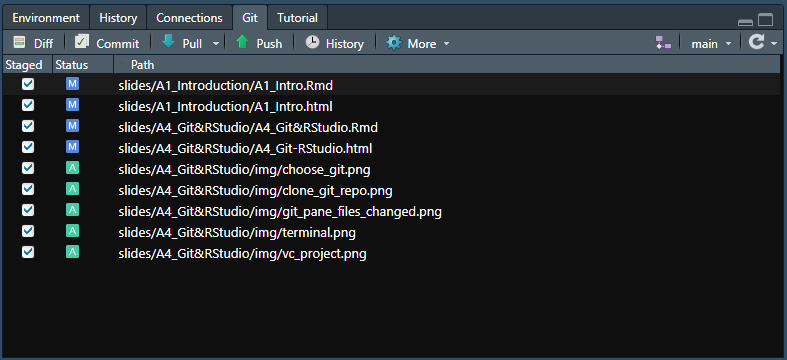 Environment History Connections Git Tutorial
Diff Commit Pull Push History More main
Staged Status Path
M slides/A1_Introduction/A1_Intro.Rmd
M slides/A1_Introduction/A1_Intro.html
M slides/A4_Git&RStudio/A4_Git&RStudio.Rmd
M slides/A4_Git&RStudio/A4_Git-RStudio.html
A slides/A4_Git&RStudio/img/choose_git.png
A slides/A4_Git&RStudio/img/clone_git_repo.png
A slides/A4_Git&RStudio/img/git_pane_files_changed.png
A slides/A4_Git&RStudio/img/terminal.png
A slides/A4_Git&RStudio/img/vc_project.png